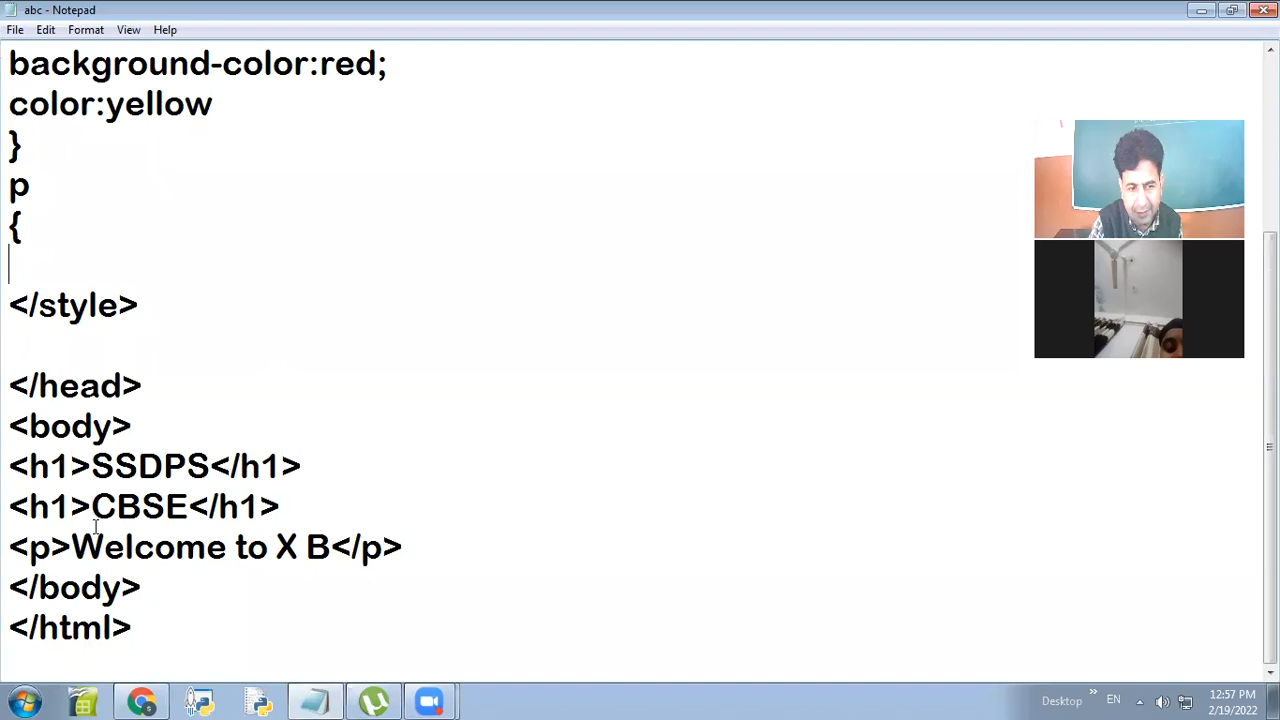 abc - Notepad
File Edit Format View Help
background-color:red;
color:yellow
}
p
{
</style>
</head>
<body>
<h1>SSDPS</h1>
<h1>CBSE</h1>
<p>Welcome to X B</p>
</body>
</html>
Desktop » EN 12:57 PM
2/19/2022